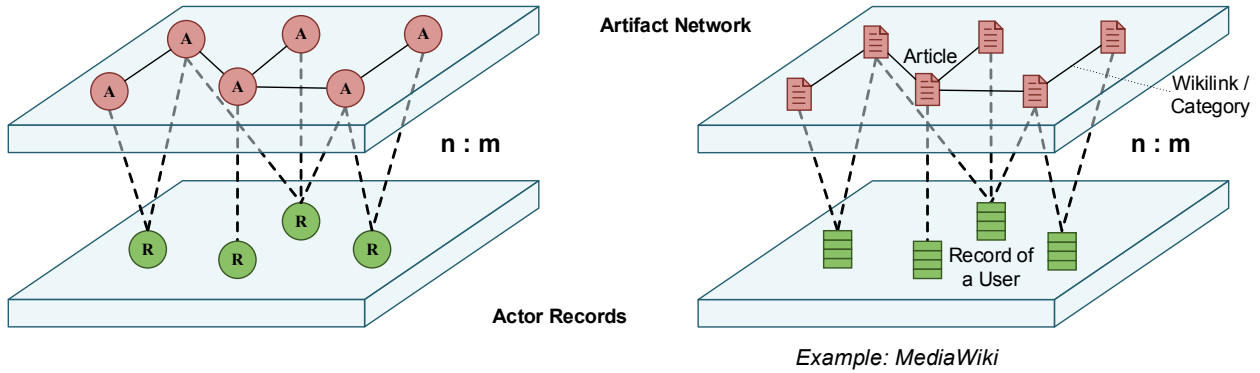 Artifact Network
A
A
A
A
A
A
n : m
R
R
R
R
Actor Records
Article
Wikilink /
Category
n : m
Record of
a User
Example: MediaWiki